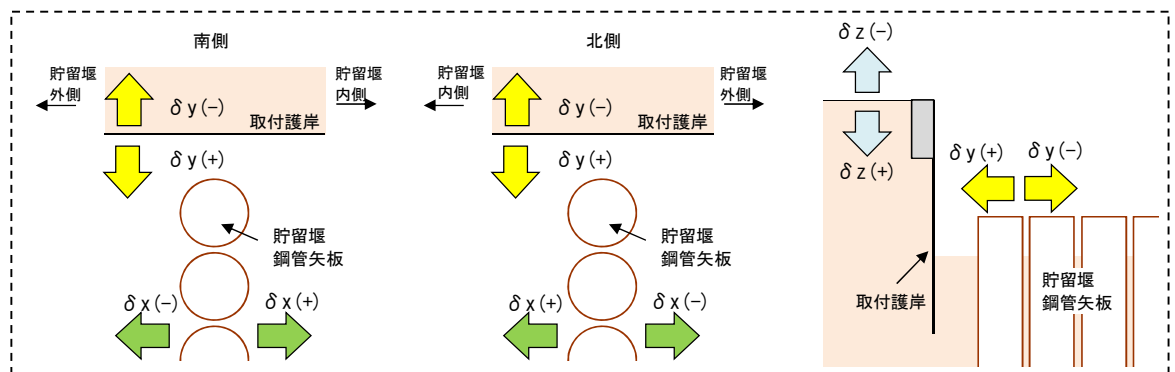 南側
貯留堰
外側
貯留堰
内側
δy(−)
取付護岸
δy(+)
貯留堰
鋼管矢板
δx(−)
δx(+)
北側
貯留堰
内側
貯留堰
外側
δy(−)
取付護岸
δy(+)
貯留堰
鋼管矢板
δx(+)
δx(−)
δz(−)
δz(+)
δy(+)
δy(−)
取付護岸
貯留堰
鋼管矢板